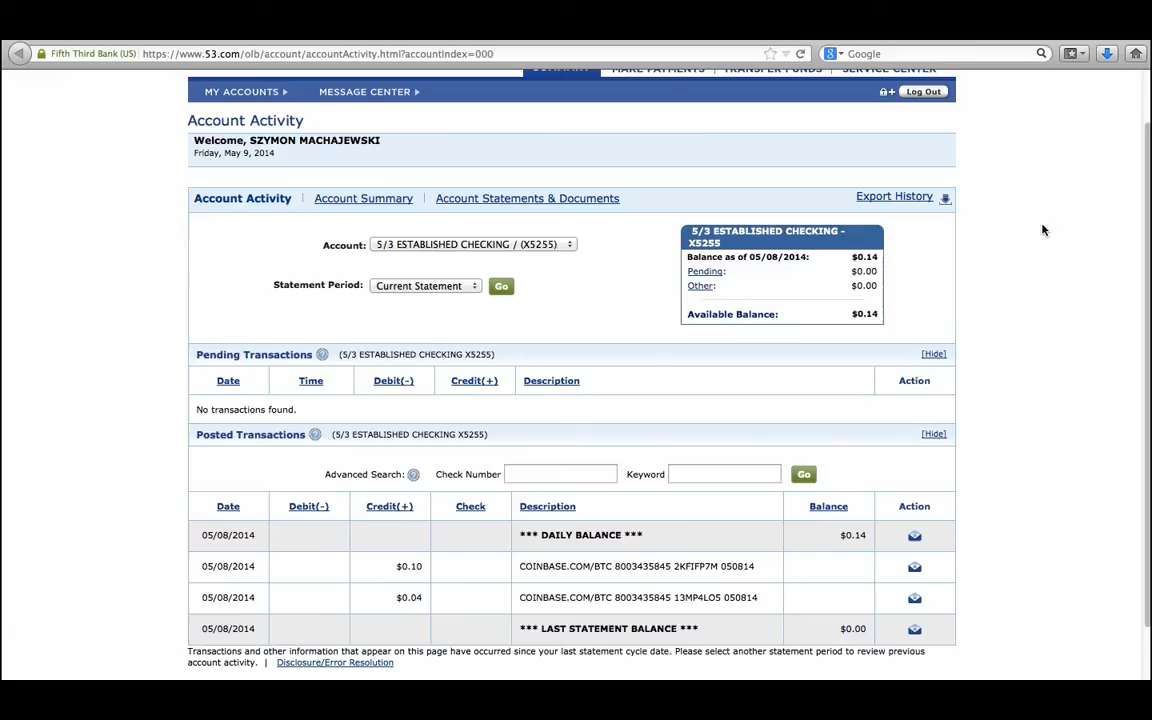 Fifth Third Bank (US) https://www.53.com/olb/account/accountActivity.html?accountIndex=000 Google
SUMMARY MAKE PAYMENTS TRANSFER FUNDS SERVICE CENTER
MY ACCOUNTS MESSAGE CENTER Log Out
Account Activity
Welcome, SZYMON MACHAJEWSKI
Friday, May 9, 2014
Account Activity | Account Summary | Account Statements & Documents Export History
Account: 5/3 ESTABLISHED CHECKING / (X5255)
Statement Period: Current Statement Go
5/3 ESTABLISHED CHECKING -
X5255
Balance as of 05/08/2014: $0.14
Pending: $0.00
Other: $0.00
Available Balance: $0.14
Pending Transactions ? (5/3 ESTABLISHED CHECKING X5255) [Hide]
Date Time Debit(-) Credit(+) Description Action
No transactions found.
Posted Transactions ? (5/3 ESTABLISHED CHECKING X5255) [Hide]
Advanced Search: ? Check Number Keyword Go
Date Debit(-) Credit(+) Check Description Balance Action
05/08/2014 *** DAILY BALANCE *** $0.14
05/08/2014 $0.10 COINBASE.COM/BTC 8003435845 2KFIFP7M 050814
05/08/2014 $0.04 COINBASE.COM/BTC 8003435845 13MP4LO5 050814
05/08/2014 *** LAST STATEMENT BALANCE *** $0.00
Transactions and other information that appear on this page have occurred since your last statement cycle date. Please select another statement period to review previous
account activity. | Disclosure/Error Resolution